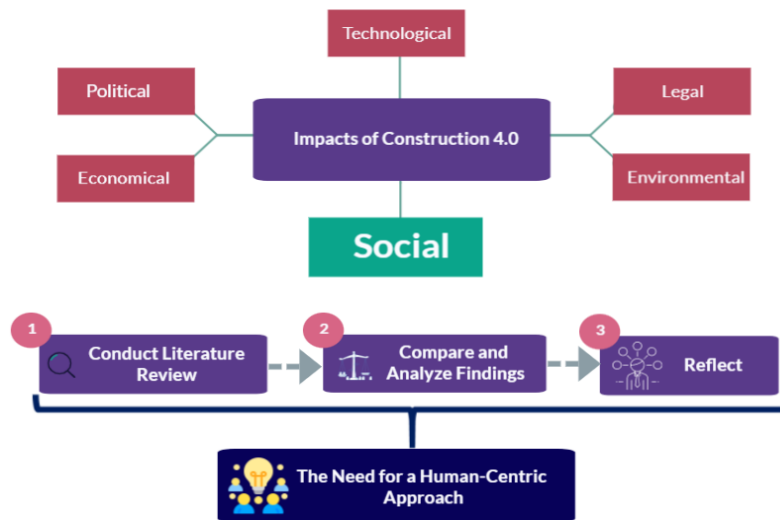 Technological
Political
Legal
Impacts of Construction 4.0
Economical
Environmental
Social
1
2
3
Conduct Literature
Review
Compare and
Analyze Findings
Reflect
The Need for a Human-Centric
Approach